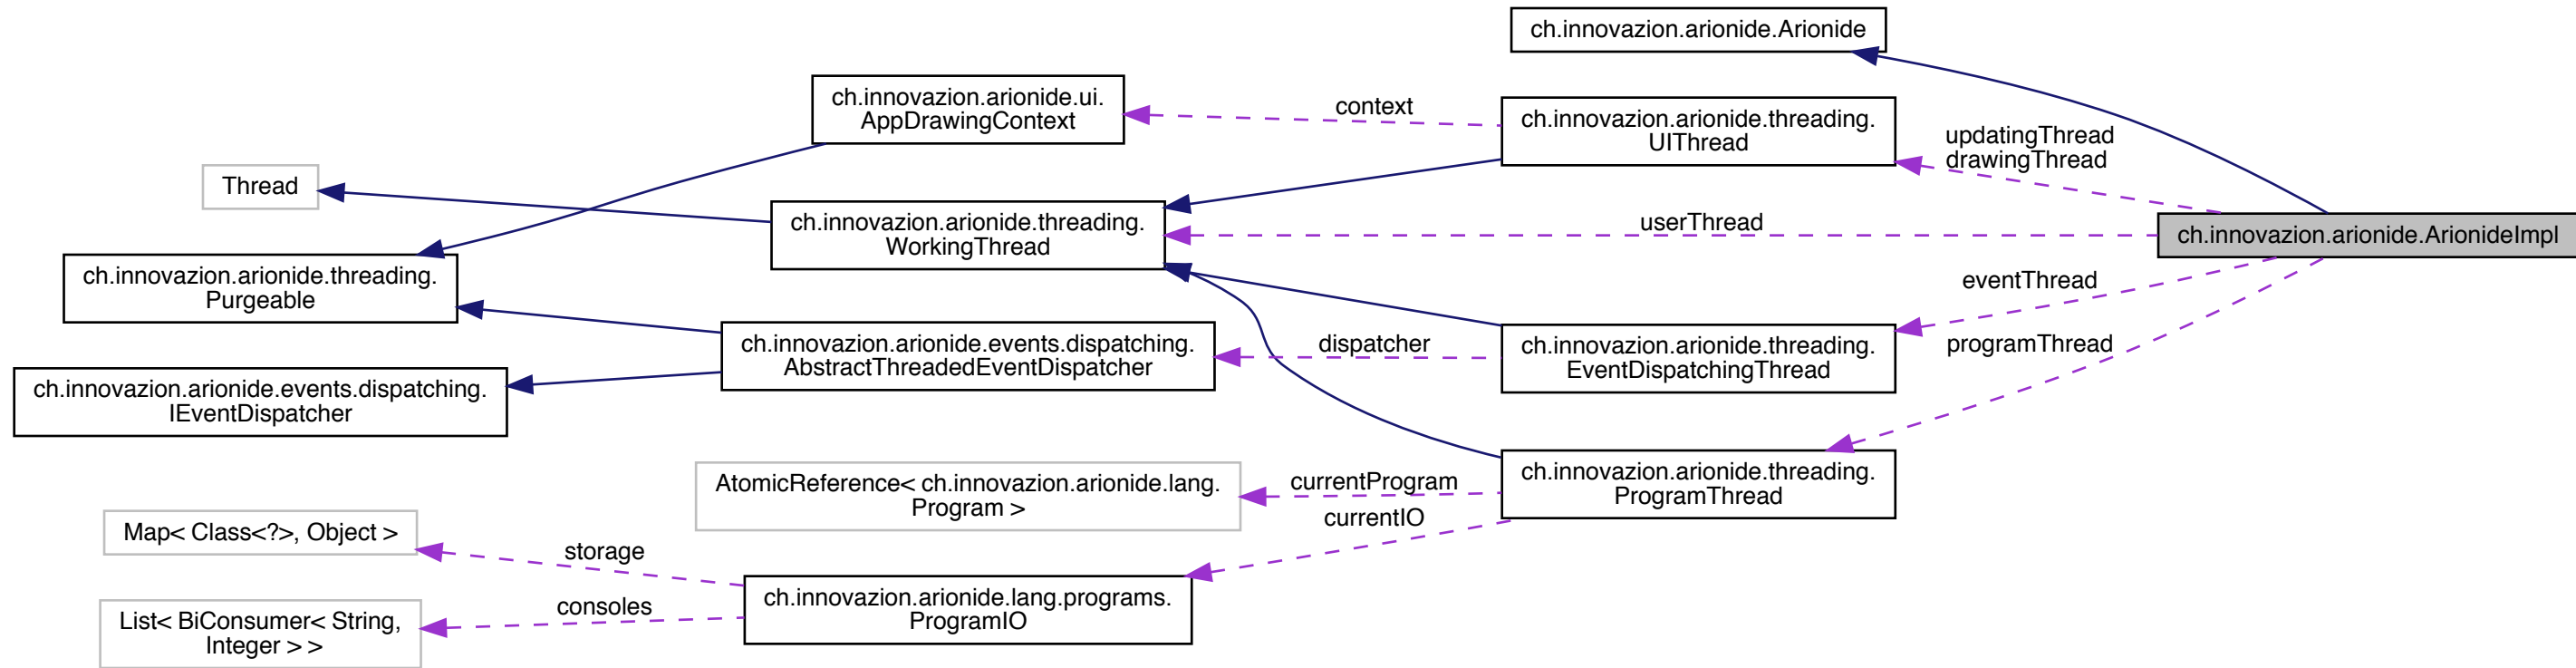 ch.innovazion.arionide.Arionide
ch.innovazion.arionide.ui.
AppDrawingContext
context
ch.innovazion.arionide.threading.
UIThread
updatingThread
drawingThread
Thread
ch.innovazion.arionide.threading.
WorkingThread
userThread
ch.innovazion.arionide.ArionideImpl
ch.innovazion.arionide.threading.
Purgeable
eventThread
ch.innovazion.arionide.events.dispatching.
AbstractThreadedEventDispatcher
dispatcher
ch.innovazion.arionide.threading.
EventDispatchingThread
programThread
ch.innovazion.arionide.events.dispatching.
IEventDispatcher
AtomicReference< ch.innovazion.arionide.lang.
Program >
currentProgram
currentIO
ch.innovazion.arionide.threading.
ProgramThread
Map< Class<?>, Object >
storage
List< BiConsumer< String,
Integer > >
consoles
ch.innovazion.arionide.lang.programs.
ProgramIO